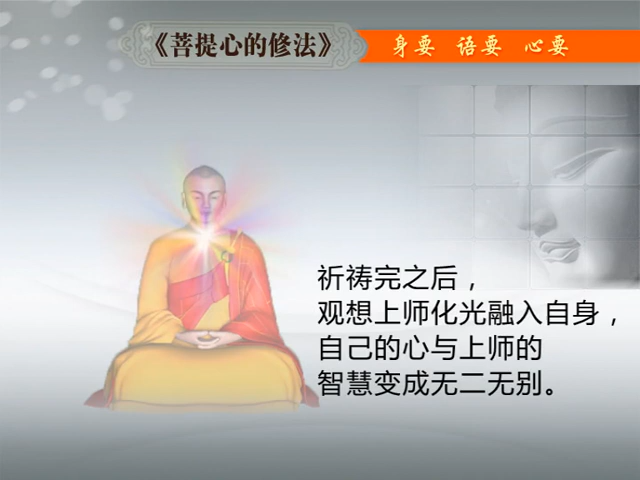 《菩提心的修法》 身要 语要 心要
祈祷完之后，
观想上师化光融入自身，
自己的心与上师的
智慧变成无二无别。